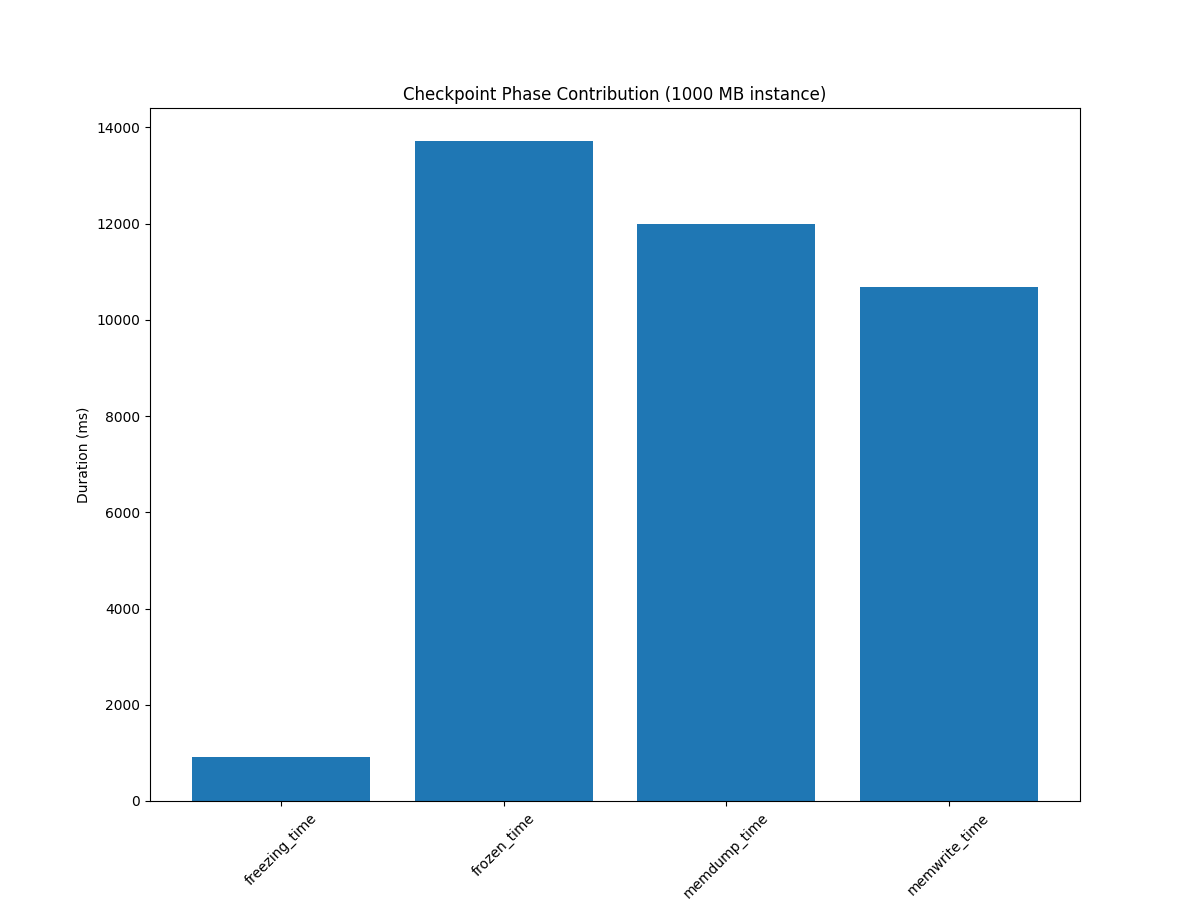 Checkpoint Phase Contribution (1000 MB instance)
14000
12000
10000
8000
6000
4000
2000
0
Duration (ms)
freezing_time
frozen_time
memdump_time
memwrite_time